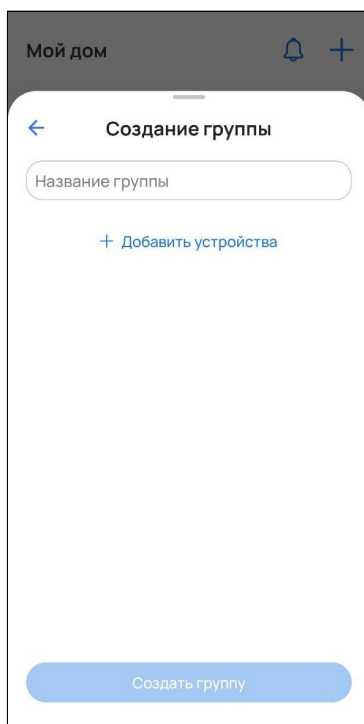 Мой дом
Создание группы
Название группы
+ Добавить устройства
Создать группу